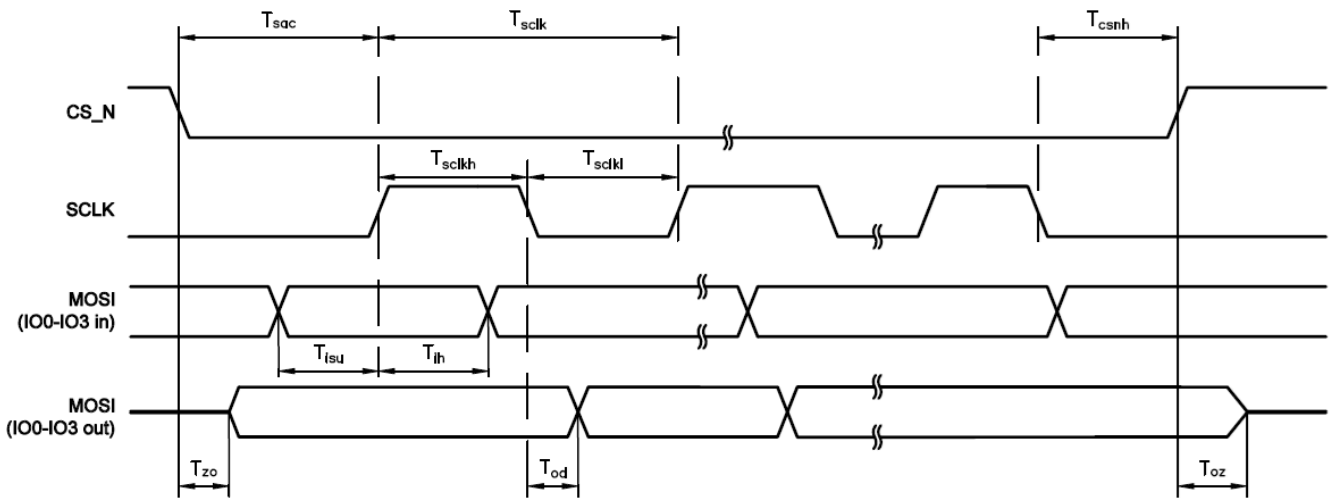 Tsac Tsclk Tcsnh
CS_N
Tsclkh Tsclkl
SCLK
MOSI
(IO0-IO3 in)
Tisu Tih
MOSI
(IO0-IO3 out)
Tzo Tod Toz